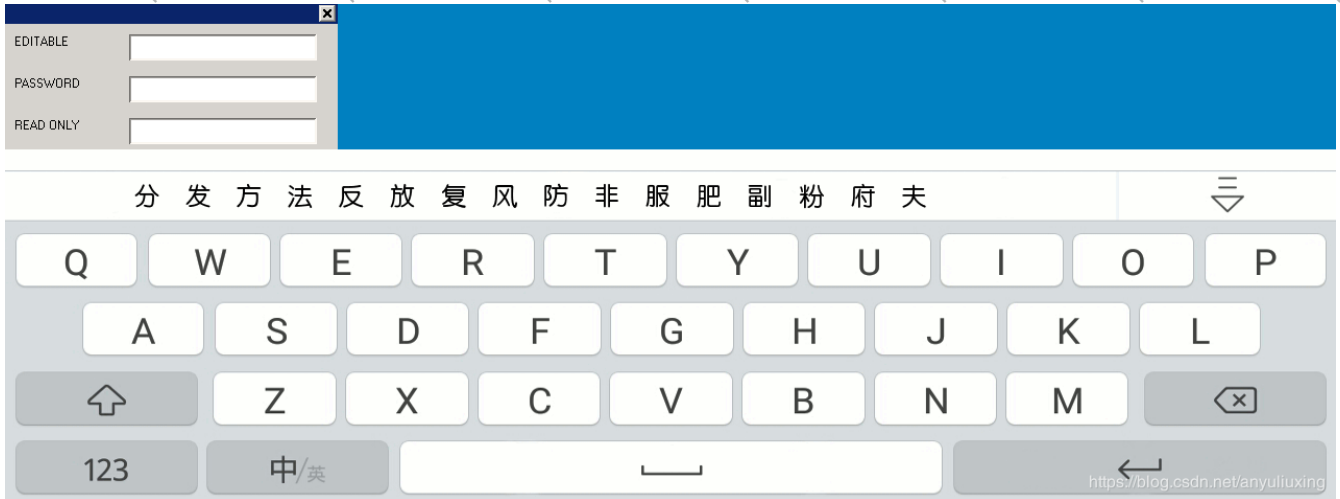 EDITABLE
PASSWORD
READ ONLY
分 发 方 法 反 放 复 风 防 非 服 肥 副 粉 府 夫
Q W E R T Y U I O P
A S D F G H J K L
Z X C V B N M
123 中/英
https://blog.csdn.net/anyuliuxing